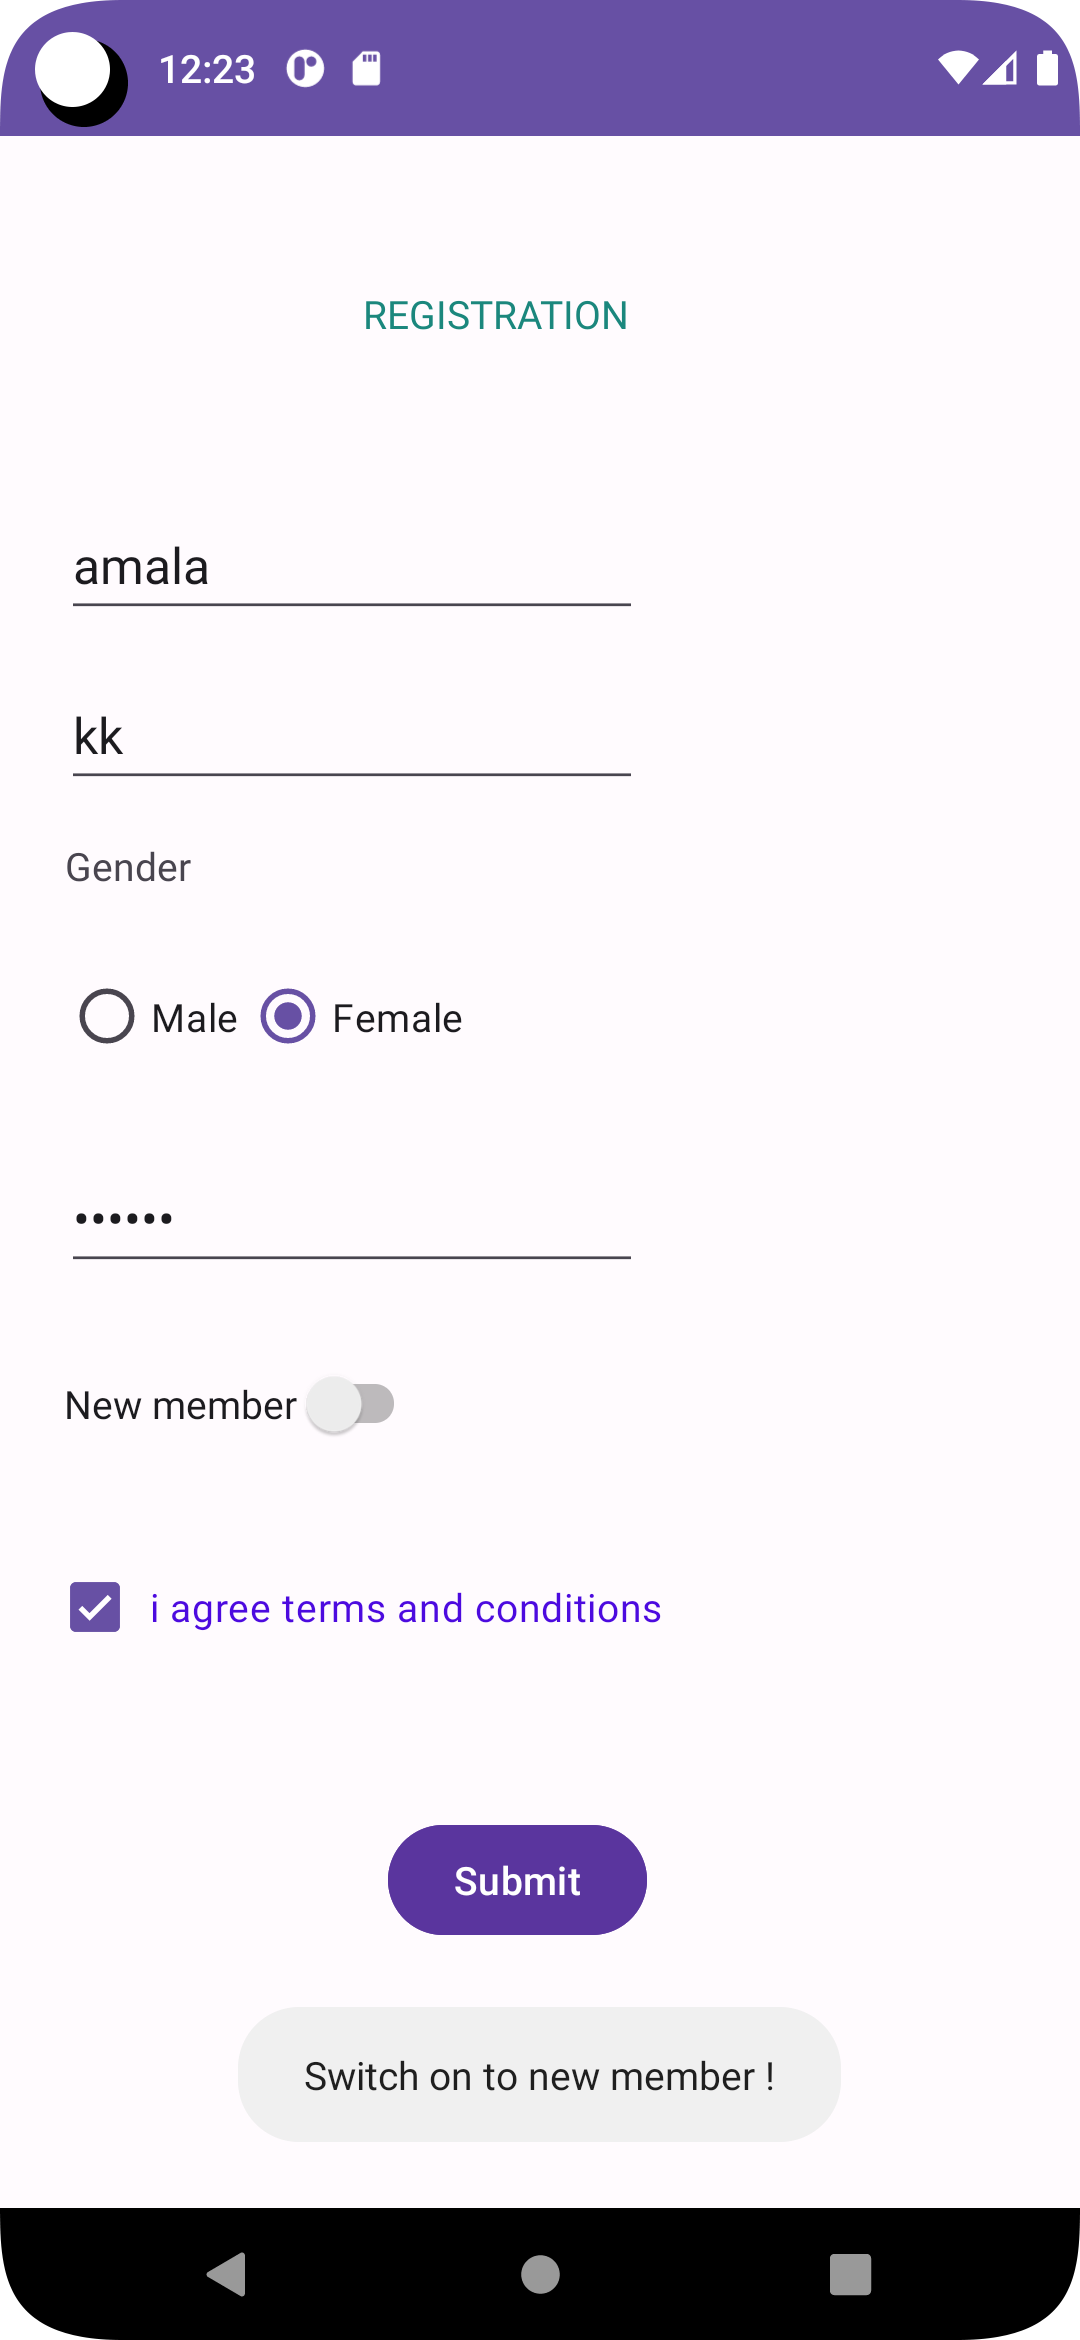 12:23
REGISTRATION
amala
kk
Gender
Male Female
••••••
New member
i agree terms and conditions
Submit
Switch on to new member !